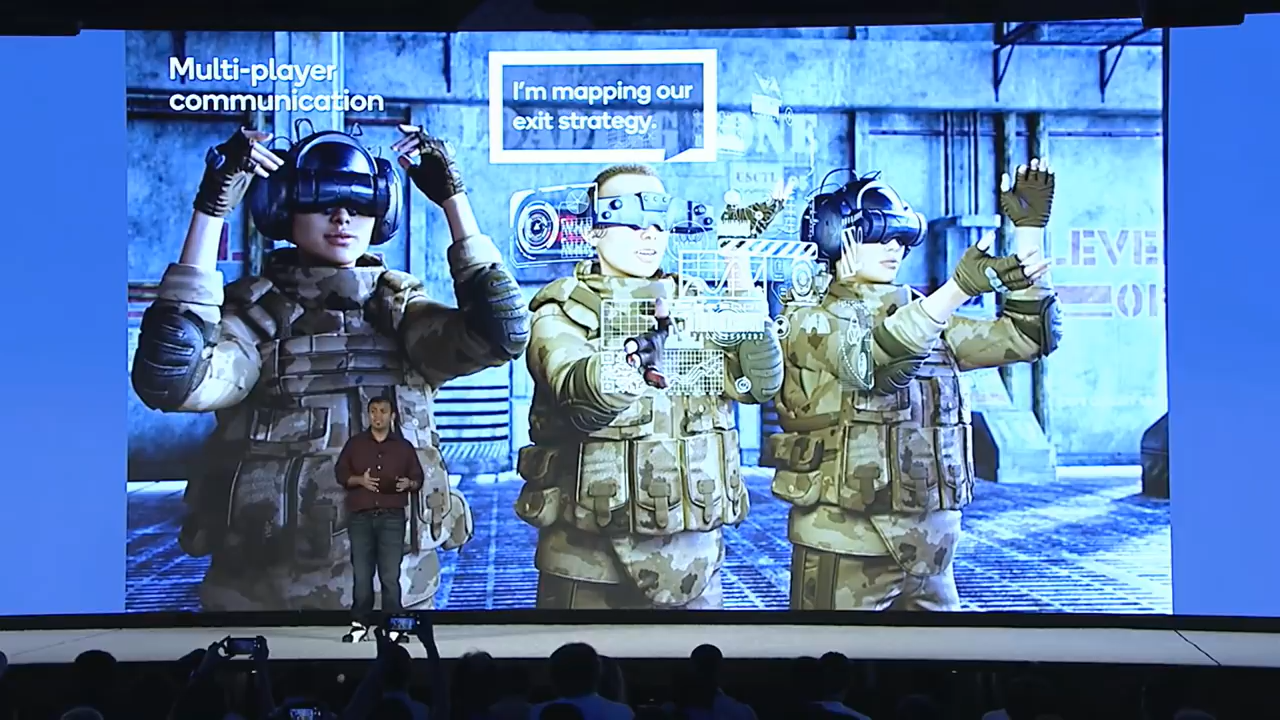 Multi-player
communication
I'm mapping our
exit strategy.
LEVE